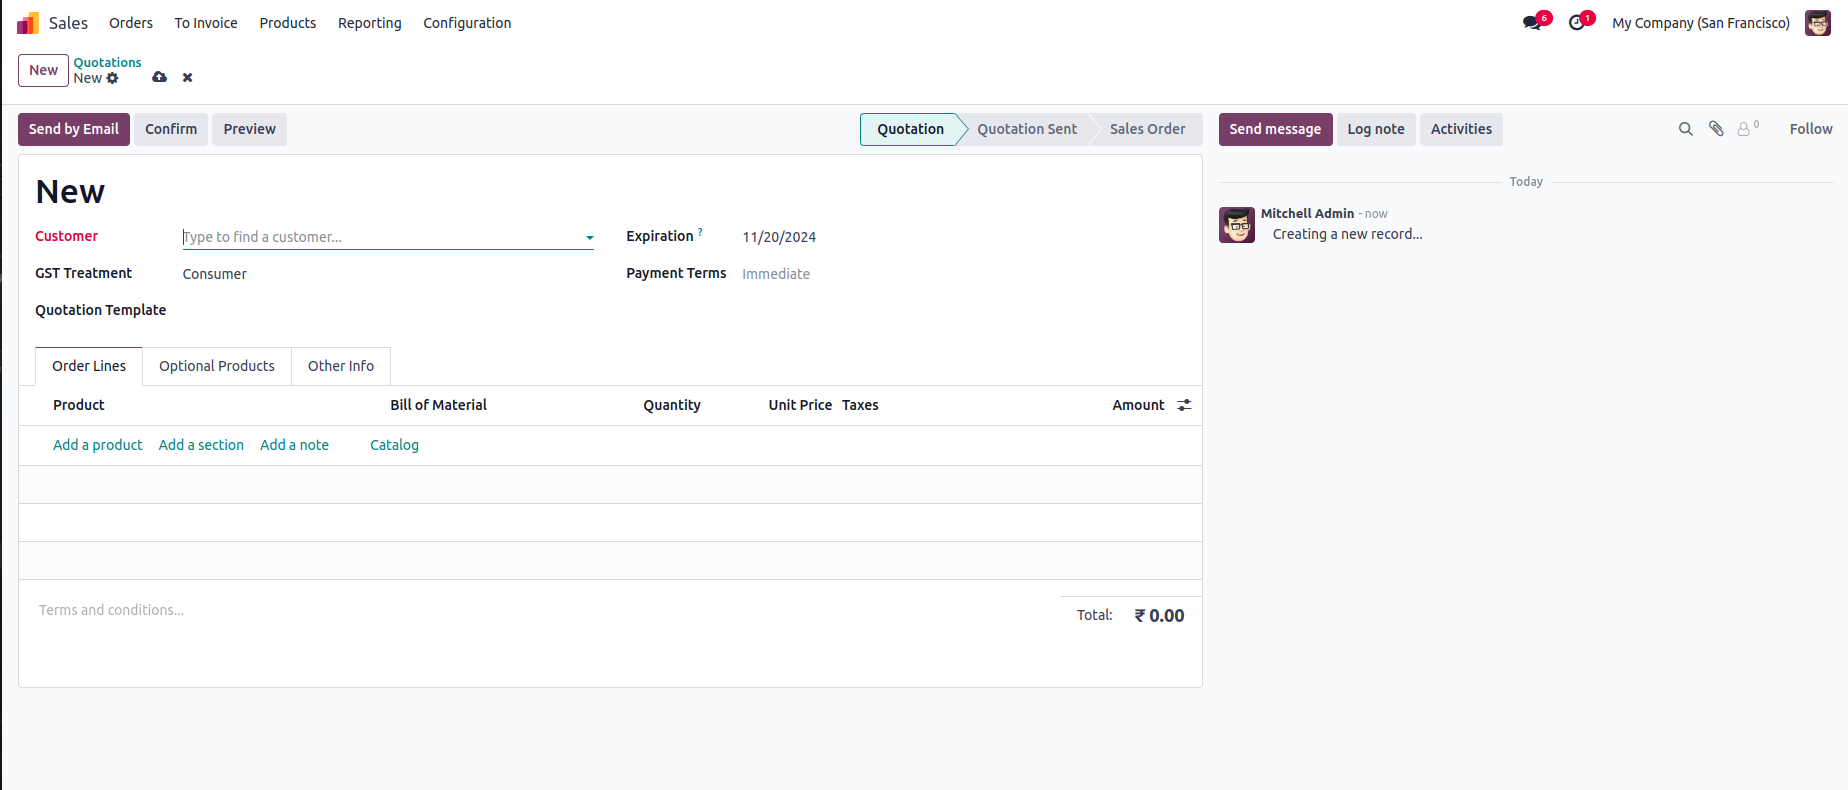 Sales Orders To Invoice Products Reporting Configuration 6 1 My Company (San Francisco)
New Quotations
New
Send by Email Confirm Preview Quotation Quotation Sent Sales Order Send message Log note Activities 0 Follow
New
Customer Type to find a customer... Expiration ? 11/20/2024
GST Treatment Consumer Payment Terms Immediate
Quotation Template
Order Lines Optional Products Other Info
Product Bill of Material Quantity Unit Price Taxes Amount
Add a product Add a section Add a note Catalog
Terms and conditions... Total: ₹ 0.00
Today
Mitchell Admin - now
Creating a new record...